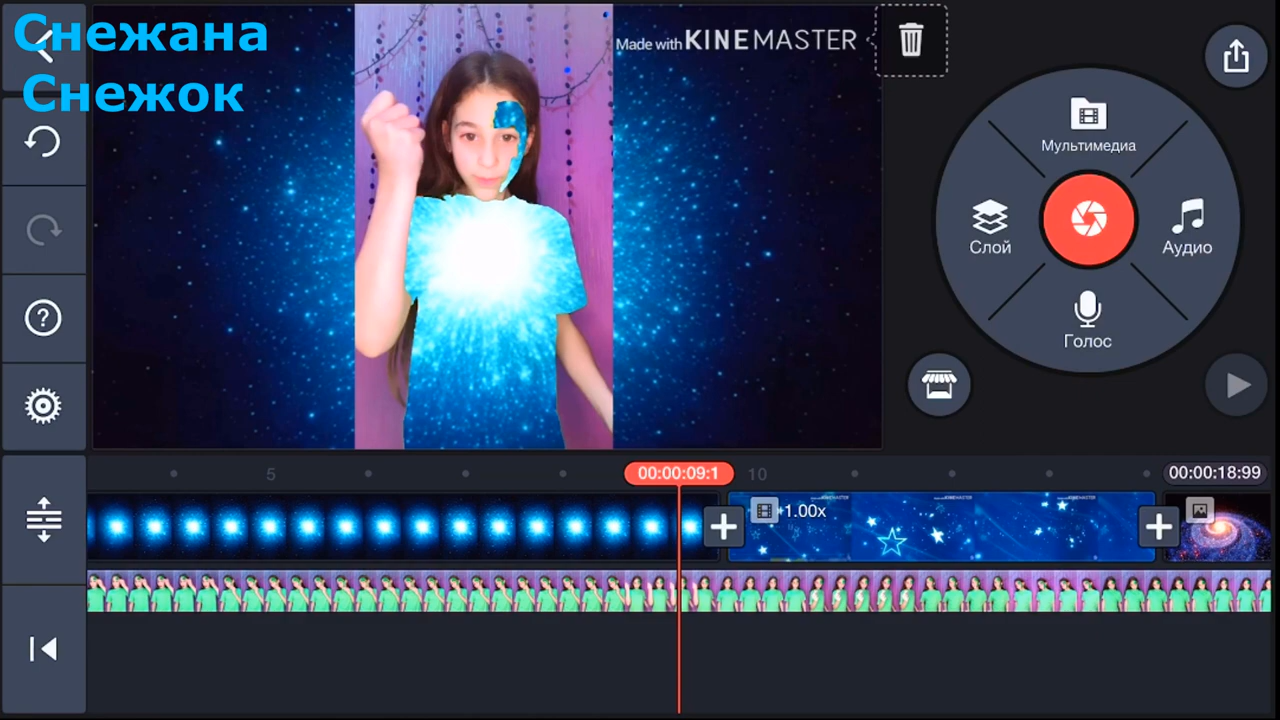 Снежана
Снежок
Made with KINEMASTER
Мультимедиа
Слой
Аудио
Голос
5
00:00:09:1
10
00:00:18:99
1.00x